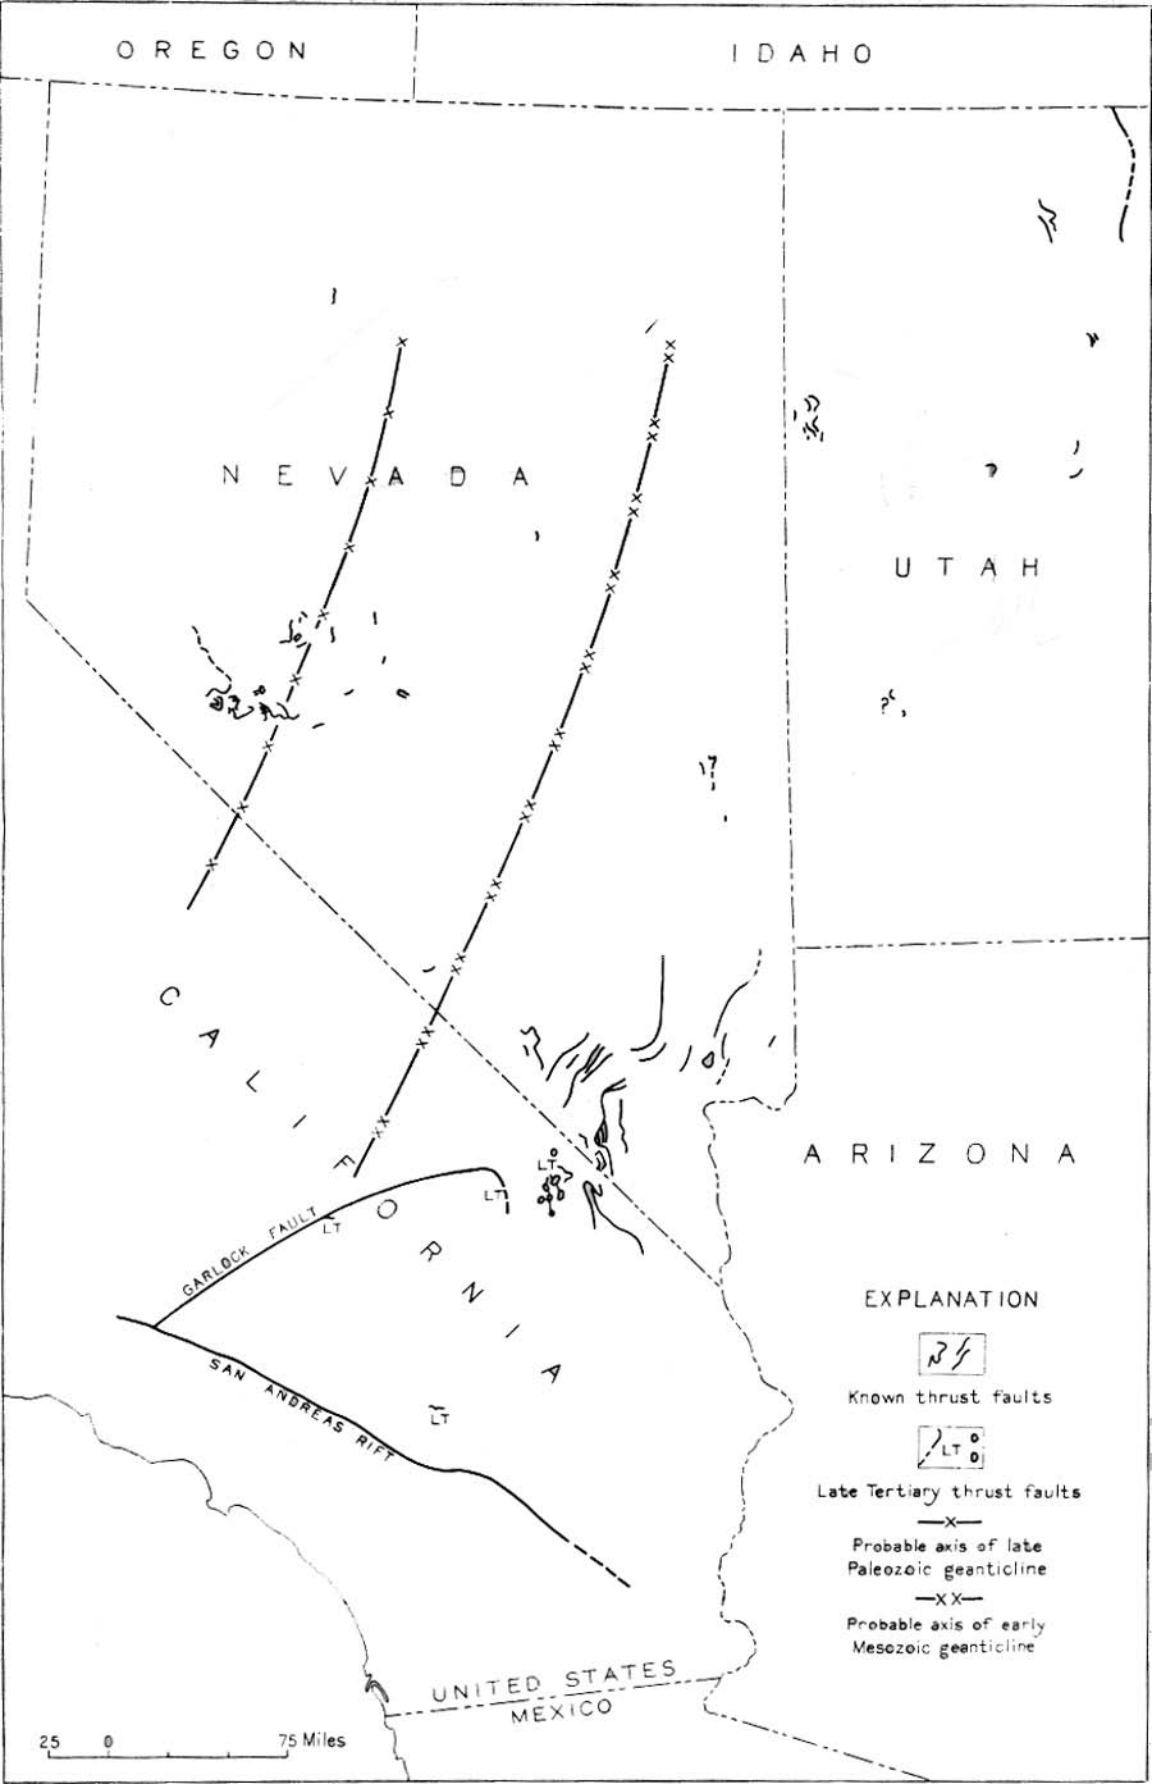 OREGON
IDAHO
NEVADA
UTAH
?
CALIFORNIA
ARIZONA
LT
LT
LT
GARLOCK FAULT
SAN ANDREAS RIFT
LT
EXPLANATION
Known thrust faults
LT
Late Tertiary thrust faults
—x—
Probable axis of late
Paleozoic geanticline
—xx—
Probable axis of early
Mesozoic geanticline
UNITED STATES
MEXICO
25 0 75 Miles